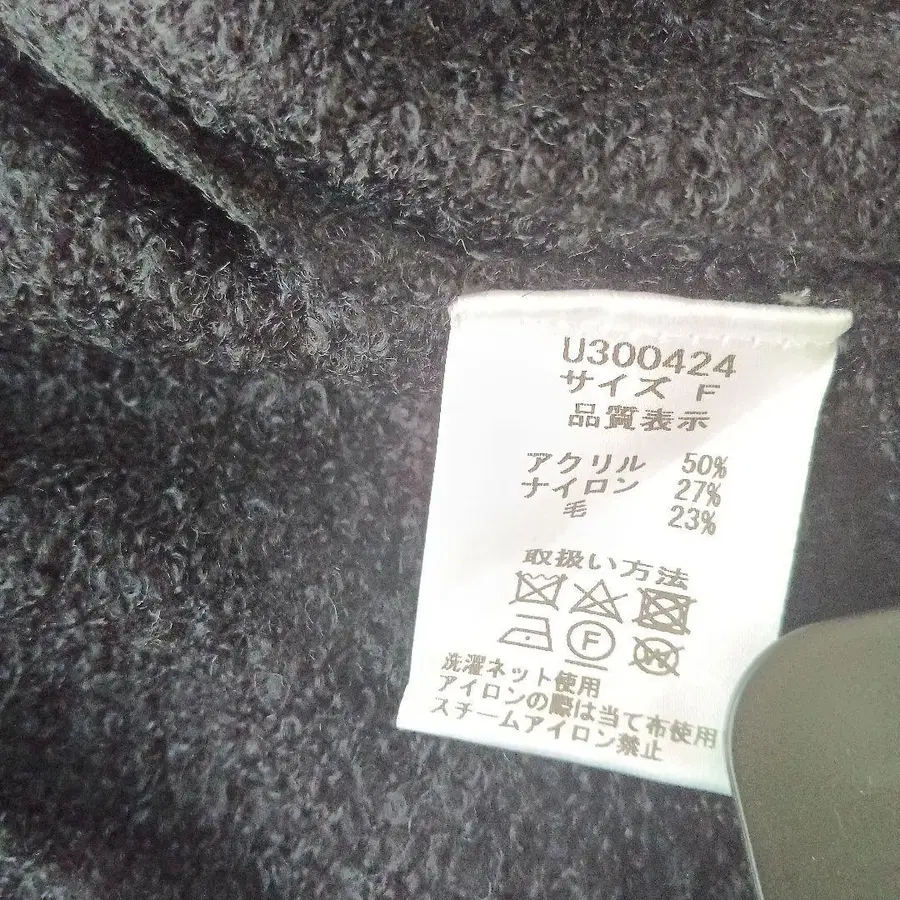 U300424
サイズ F
品質表示
アクリル 50%
ナイロン 27%
毛 23%
取扱い方法
F
W
洗濯ネット使用
アイロンの際は当て布使用
スチームアイロン禁止